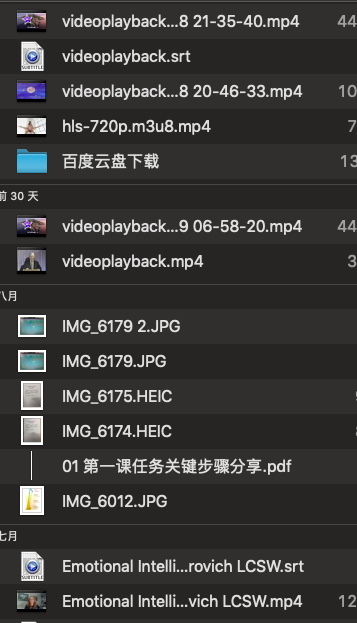 videoplayback...8 21-35-40.mp4 44
videoplayback.srt
videoplayback...8 20-46-33.mp4 10
hls-720p.m3u8.mp4 7
百度云盘下载 13
前 30 天
videoplayback...9 06-58-20.mp4 44
videoplayback.mp4 3
八月
IMG_6179 2.JPG
IMG_6179.JPG
IMG_6175.HEIC
IMG_6174.HEIC
01 第一课任务关键步骤分享.pdf
IMG_6012.JPG
七月
SUBTITLE
Emotional Intelli...rovich LCSW.srt
Emotional Intelli...vich LCSW.mp4 12